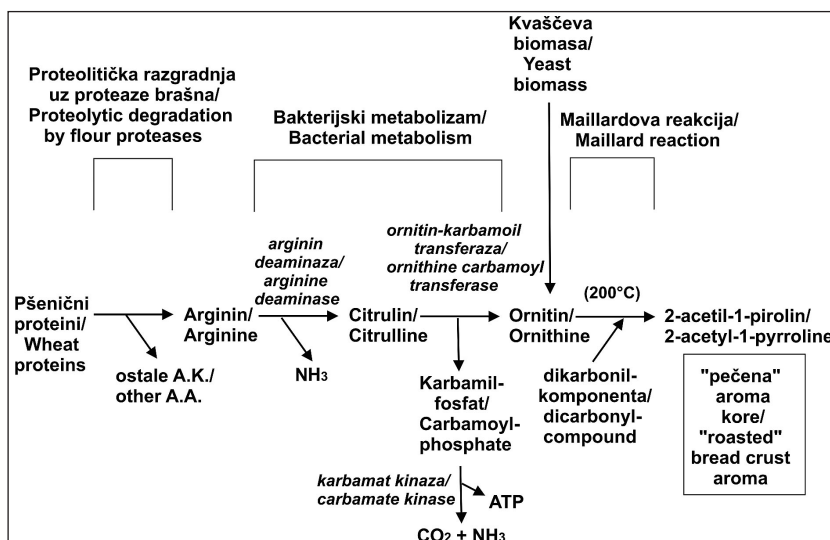 Kvaščeva
biomasa/
Yeast
biomass
Proteolitička razgradnja
uz proteaze brašna/
Proteolytic degradation
by flour proteases
Bakterijski metabolizam/
Bacterial metabolism
Maillardova reakcija/
Maillard reaction
arginin
deaminaza/
arginine
deaminase
ornitin-karbamoil
transferaza/
ornithine carbamoyl
transferase
(200°C)
Pšenični
proteini/
Wheat
proteins
Arginin/
Arginine
Citrulin/
Citrulline
Ornitin/
Ornithine
2-acetil-1-pirolin/
2-acetyl-1-pyrroline
ostale A.K./
other A.A.
NH₃
Karbamil-
fosfat/
Carbamoyl-
phosphate
dikarbonil-
komponenta/
dicarbonyl-
compound
"pečena"
aroma
kore/
"roasted"
bread crust
aroma
karbamat kinaza/
carbamate kinase
ATP
CO₂ + NH₃